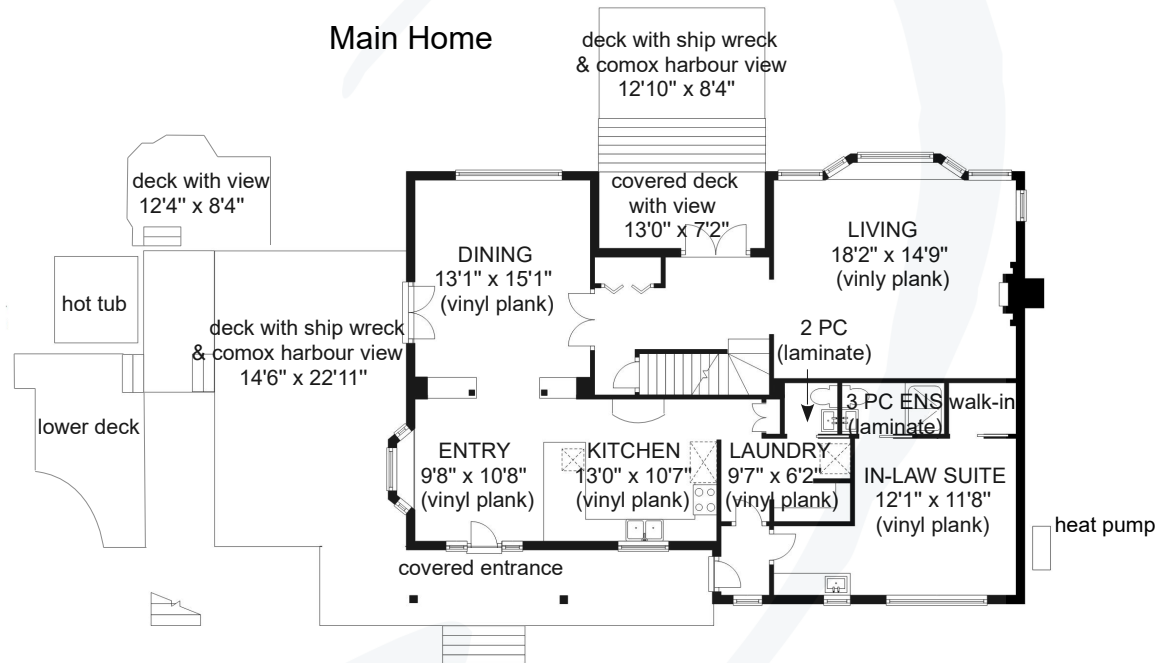 Main Home
deck with ship wreck
& comox harbour view
12'10" x 8'4"
deck with view
12'4" x 8'4"
covered deck
with view
13'0" x 7'2"
LIVING
18'2" x 14'9"
(vinly plank)
DINING
13'1" x 15'1"
(vinyl plank)
hot tub
deck with ship wreck
& comox harbour view
14'6" x 22'11"
2 PC
(laminate)
lower deck
3 PC ENS
(laminate)
walk-in
ENTRY
9'8" x 10'8"
(vinyl plank)
KITCHEN
13'0" x 10'7"
(vinyl plank)
LAUNDRY
9'7" x 6'2"
(vinyl plank)
IN-LAW SUITE
12'1" x 11'8"
(vinyl plank)
heat pump
covered entrance